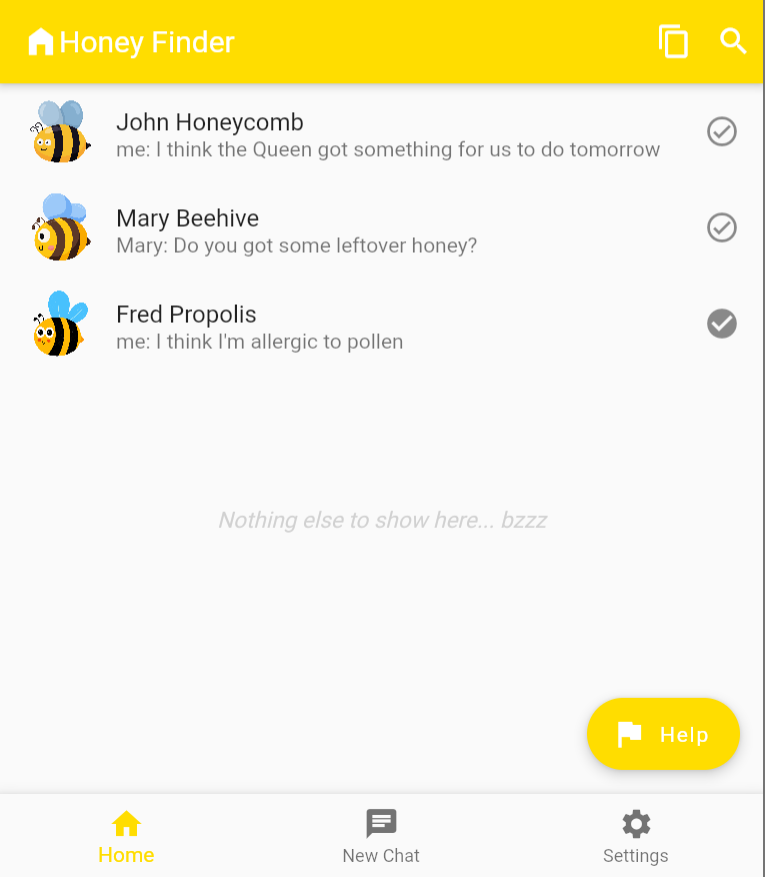 Honey Finder
John Honeycomb
me: I think the Queen got something for us to do tomorrow
Mary Beehive
Mary: Do you got some leftover honey?
Fred Propolis
me: I think I'm allergic to pollen
Nothing else to show here... bzzz
Help
Home
New Chat
Settings